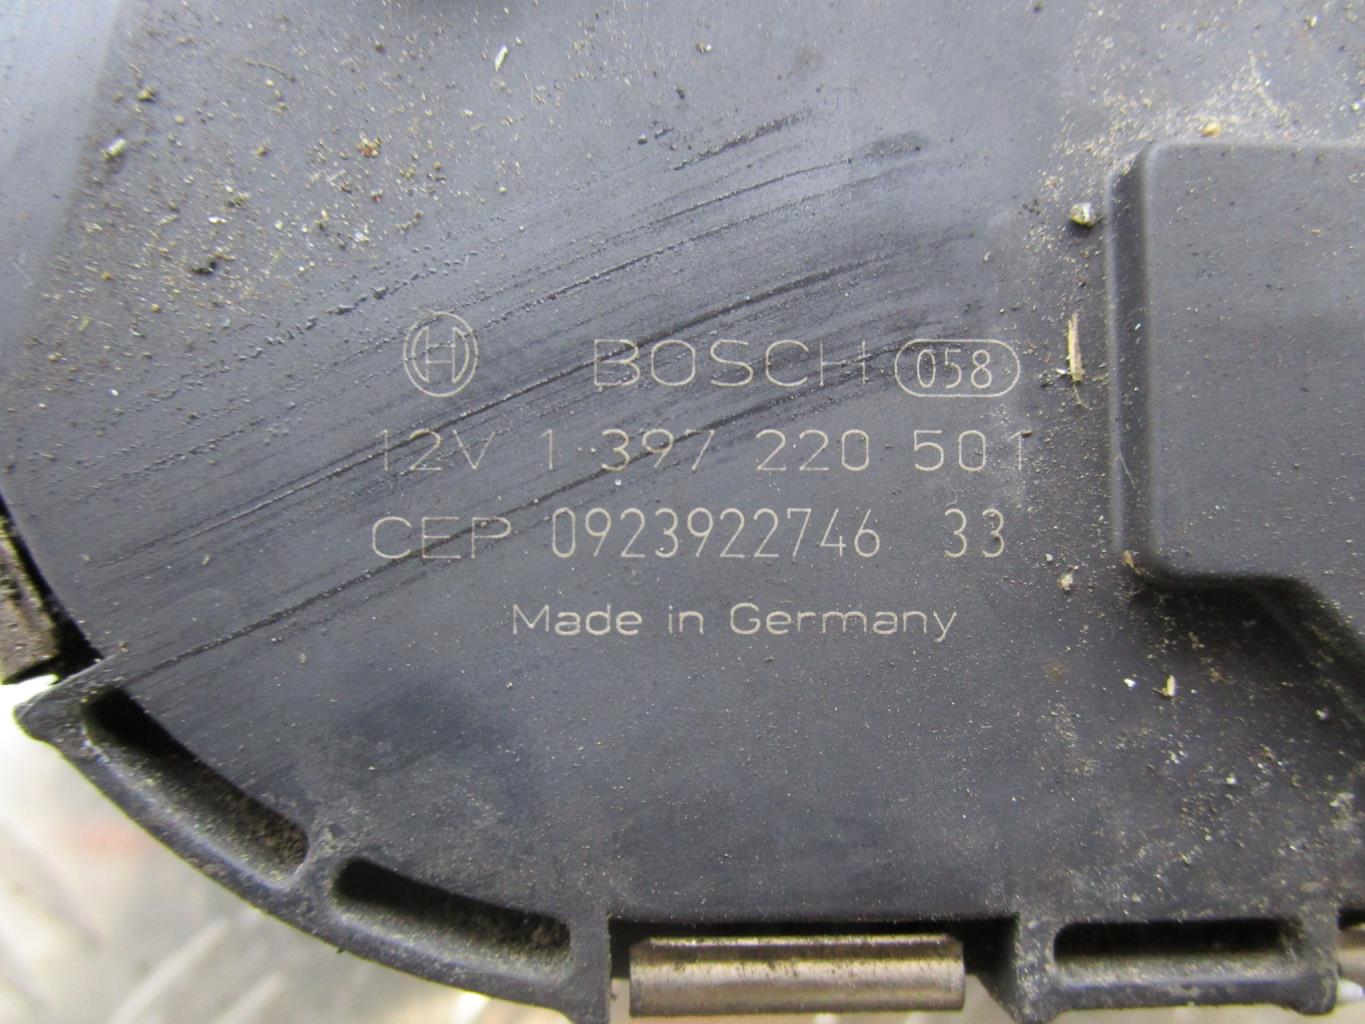 BOSCH 058
12V 1 397 220 501
CEP 0923922746 33
Made in Germany